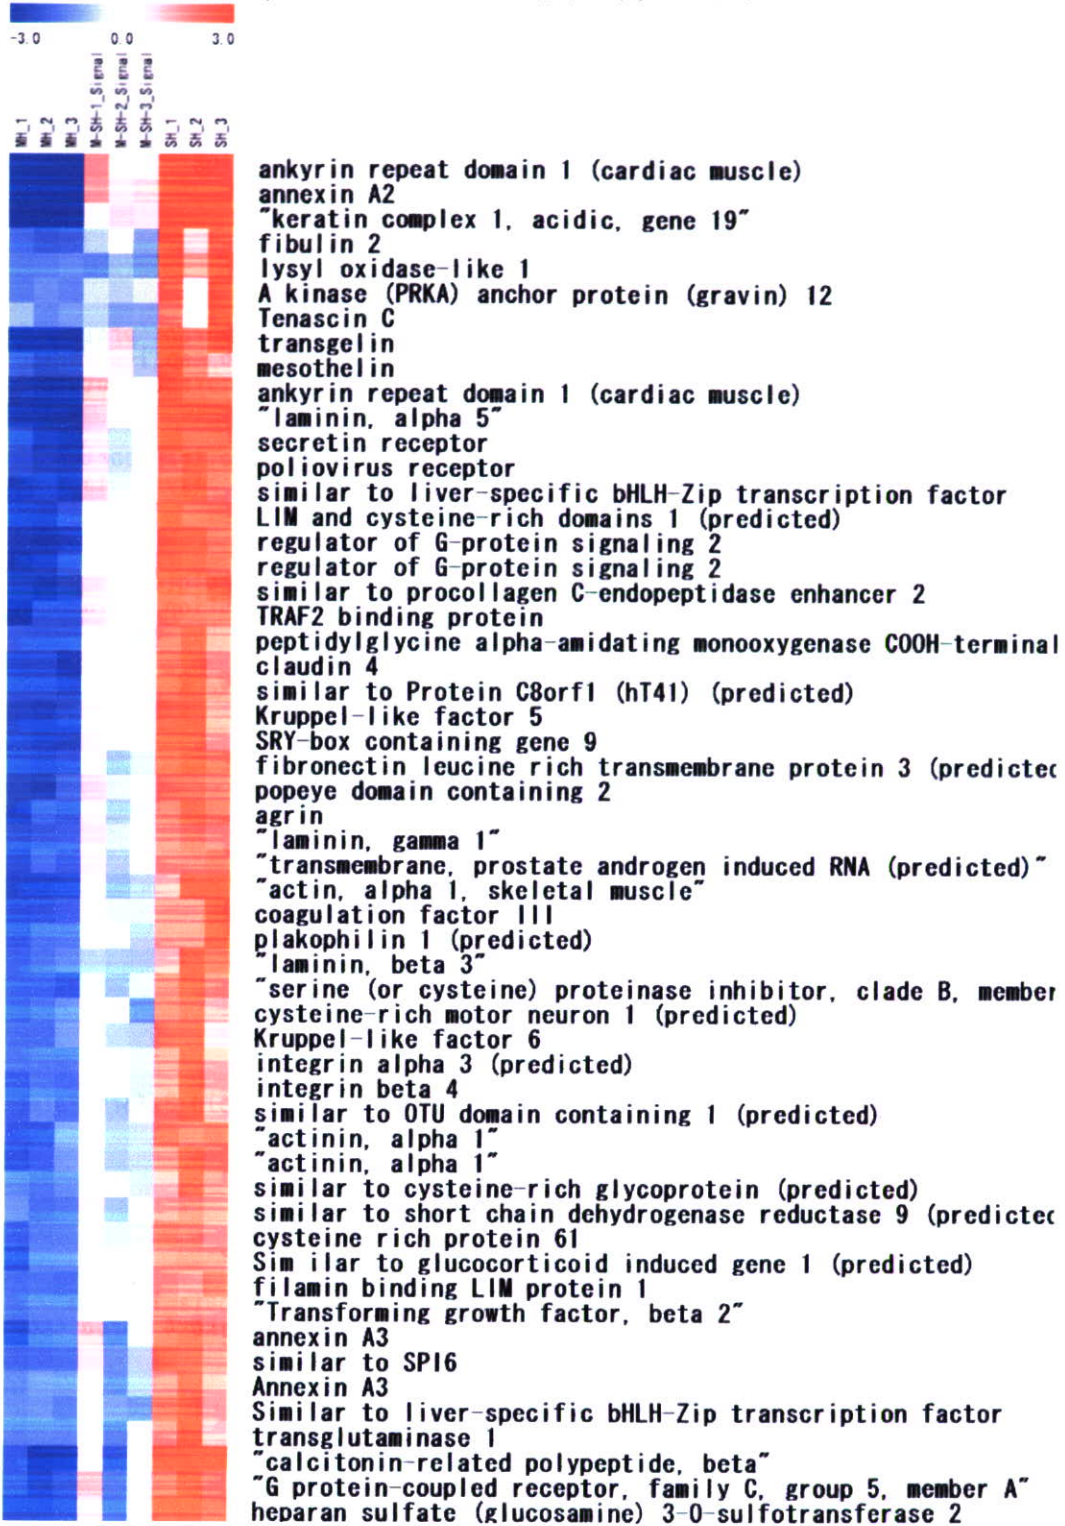 -3.0 0.0 3.0
MH_1 MH_2 MH_3 M-SH-1_Signal M-SH-2_Signal M-SH-3_Signal SH_1 SH_2 SH_3
ankyrin repeat domain 1 (cardiac muscle)
annexin A2
"keratin complex 1, acidic, gene 19"
fibulin 2
lysyl oxidase-like 1
A kinase (PRKA) anchor protein (gravin) 12
Tenascin C
transgelin
mesothelin
ankyrin repeat domain 1 (cardiac muscle)
"laminin, alpha 5"
secretin receptor
poliovirus receptor
similar to liver-specific bHLH-Zip transcription factor
LIM and cysteine-rich domains 1 (predicted)
regulator of G-protein signaling 2
regulator of G-protein signaling 2
similar to procollagen C-endopeptidase enhancer 2
TRAF2 binding protein
peptidylglycine alpha-amidating monooxygenase COOH-terminal
claudin 4
similar to Protein C8orf1 (hT41) (predicted)
Kruppel-like factor 5
SRY-box containing gene 9
fibronectin leucine rich transmembrane protein 3 (predictec
popeye domain containing 2
agrin
"laminin, gamma 1"
"transmembrane, prostate androgen induced RNA (predicted)"
"actin, alpha 1, skeletal muscle"
coagulation factor III
plakophilin 1 (predicted)
"laminin, beta 3"
"serine (or cysteine) proteinase inhibitor, clade B, member
cysteine-rich motor neuron 1 (predicted)
Kruppel-like factor 6
integrin alpha 3 (predicted)
integrin beta 4
similar to OTU domain containing 1 (predicted)
"actinin, alpha 1"
"actinin, alpha 1"
similar to cysteine-rich glycoprotein (predicted)
similar to short chain dehydrogenase reductase 9 (predictec
cysteine rich protein 61
Sim ilar to glucocorticoid induced gene 1 (predicted)
filamin binding LIM protein 1
"Transforming growth factor, beta 2"
annexin A3
similar to SPI6
Annexin A3
Similar to liver-specific bHLH-Zip transcription factor
transglutaminase 1
"calcitonin-related polypeptide, beta"
"G protein-coupled receptor, family C, group 5, member A"
heparan sulfate (glucosamine) 3-O-sulfotransferase 2